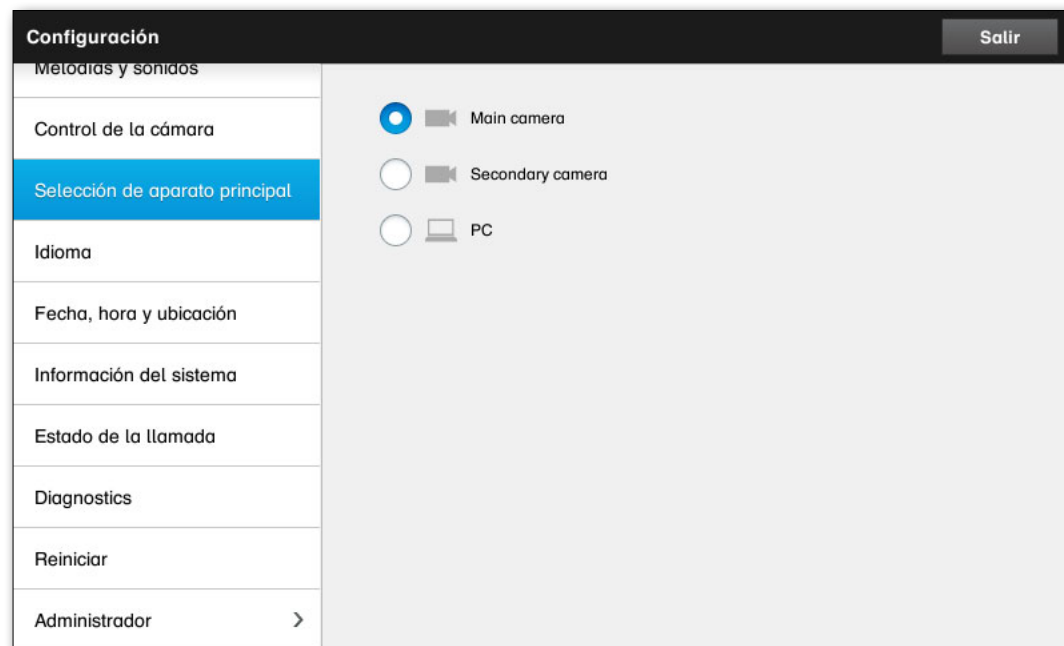 Configuración
Salir
Melodías y sonidos
Control de la cámara
Selección de aparato principal
Idioma
Fecha, hora y ubicación
Información del sistema
Estado de la llamada
Diagnostics
Reiniciar
Administrador
Main camera
Secondary camera
PC